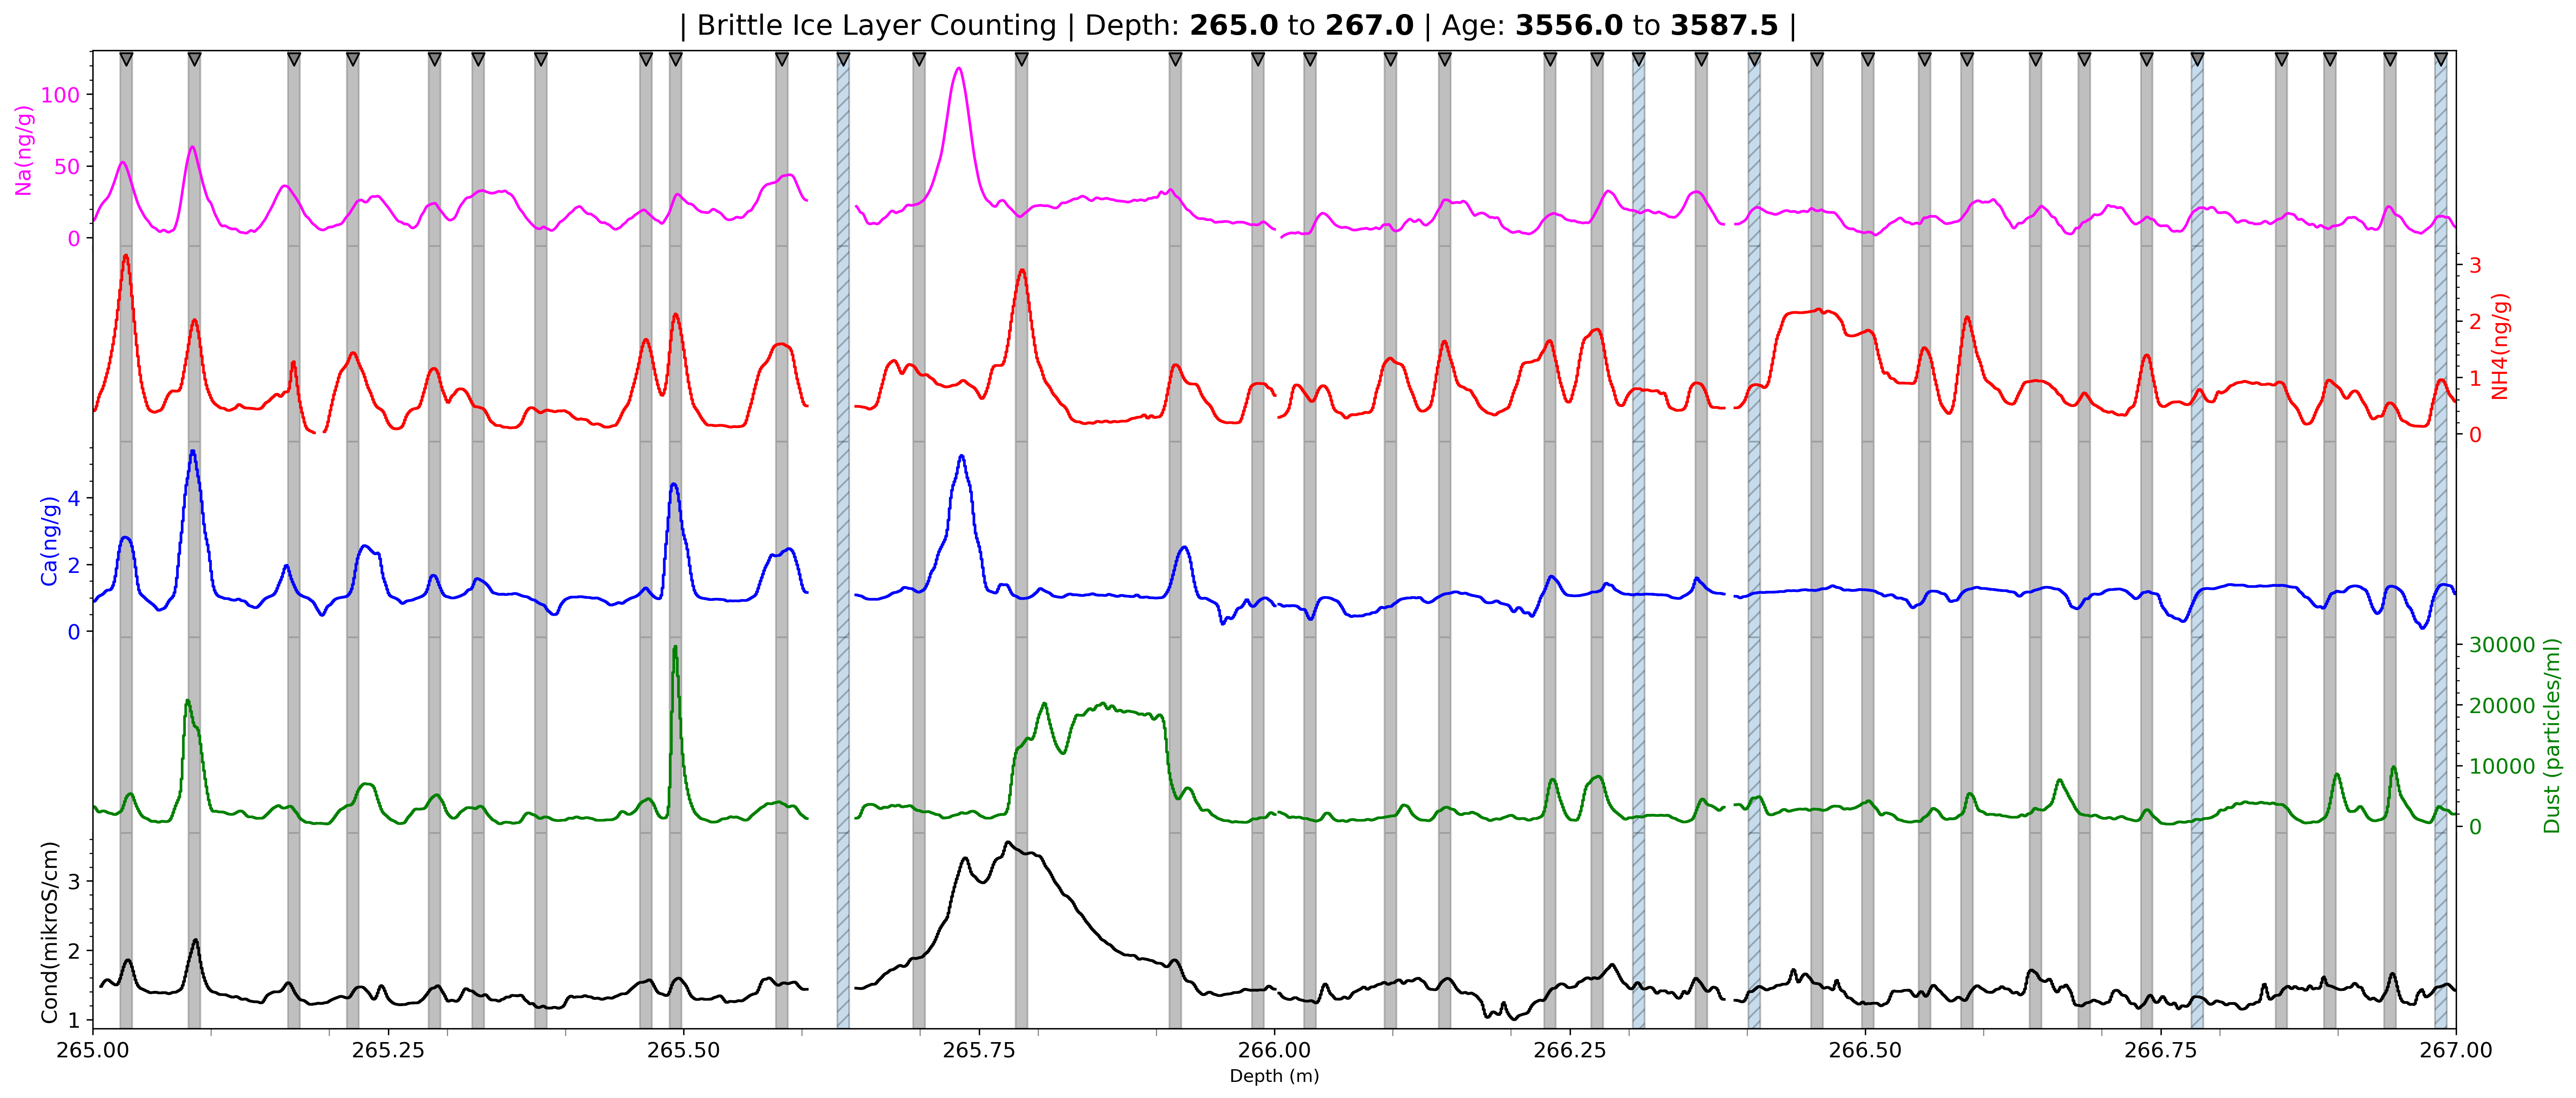 | Brittle Ice Layer Counting | Depth: 265.0 to 267.0 | Age: 3556.0 to 3587.5 |
Na(ng/g)
100
50
0
NH4(ng/g)
3
2
1
0
Ca(ng/g)
4
2
0
Dust (particles/ml)
30000
20000
10000
0
Cond(mikroS/cm)
3
2
1
265.00 265.25 265.50 265.75 266.00 266.25 266.50 266.75 267.00
Depth (m)